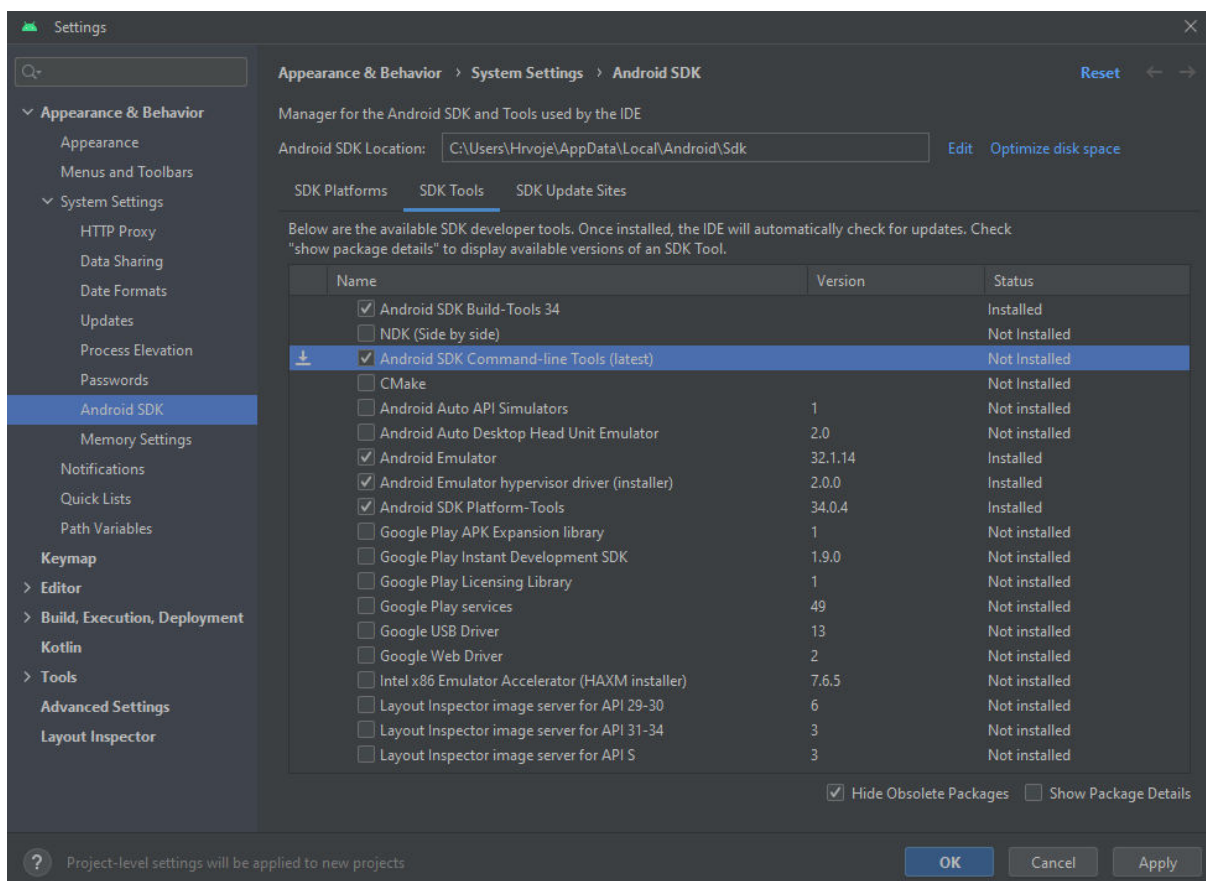 Settings
Appearance & Behavior
Appearance
Menus and Toolbars
System Settings
HTTP Proxy
Data Sharing
Date Formats
Updates
Process Elevation
Passwords
Android SDK
Memory Settings
Notifications
Quick Lists
Path Variables
Keymap
Editor
Build, Execution, Deployment
Kotlin
Tools
Advanced Settings
Layout Inspector
Appearance & Behavior > System Settings > Android SDK Reset
Manager for the Android SDK and Tools used by the IDE
Android SDK Location: C:\Users\Hrvoje\AppData\Local\Android\Sdk Edit Optimize disk space
SDK Platforms SDK Tools SDK Update Sites
Below are the available SDK developer tools. Once installed, the IDE will automatically check for updates. Check
"show package details" to display available versions of an SDK Tool.
Name Version Status
Android SDK Build-Tools 34 Installed
NDK (Side by side) Not Installed
Android SDK Command-line Tools (latest) Not Installed
CMake Not Installed
Android Auto API Simulators 1 Not installed
Android Auto Desktop Head Unit Emulator 2.0 Not installed
Android Emulator 32.1.14 Installed
Android Emulator hypervisor driver (installer) 2.0.0 Installed
Android SDK Platform-Tools 34.0.4 Installed
Google Play APK Expansion library 1 Not installed
Google Play Instant Development SDK 1.9.0 Not installed
Google Play Licensing Library 1 Not installed
Google Play services 49 Not installed
Google USB Driver 13 Not installed
Google Web Driver 2 Not installed
Intel x86 Emulator Accelerator (HAXM installer) 7.6.5 Not installed
Layout Inspector image server for API 29-30 6 Not installed
Layout Inspector image server for API 31-34 3 Not installed
Layout Inspector image server for API S 3 Not installed
Hide Obsolete Packages Show Package Details
? Project-level settings will be applied to new projects
OK Cancel Apply